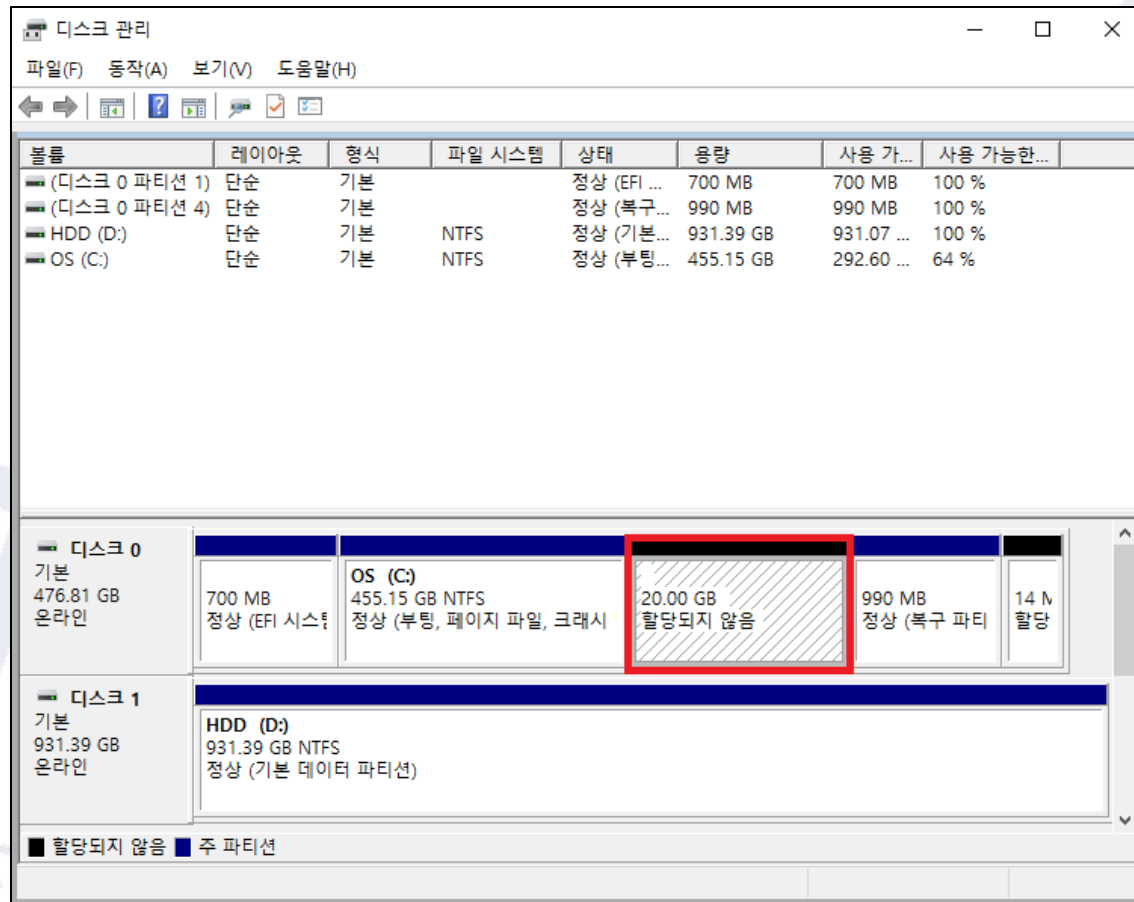 디스크 관리
파일(F) 동작(A) 보기(V) 도움말(H)
볼륨 레이아웃 형식 파일 시스템 상태 용량 사용 가... 사용 가능한...
(디스크 0 파티션 1) 단순 기본 정상 (EFI ... 700 MB 700 MB 100 %
(디스크 0 파티션 4) 단순 기본 정상 (복구... 990 MB 990 MB 100 %
HDD (D:) 단순 기본 NTFS 정상 (기본... 931.39 GB 931.07 ... 100 %
OS (C:) 단순 기본 NTFS 정상 (부팅... 455.15 GB 292.60 ... 64 %
디스크 0
기본
476.81 GB
온라인
700 MB
정상 (EFI 시스템
OS (C:)
455.15 GB NTFS
정상 (부팅, 페이지 파일, 크래시
20.00 GB
할당되지 않음
990 MB
정상 (복구 파티
14 M
할당
디스크 1
기본
931.39 GB
온라인
HDD (D:)
931.39 GB NTFS
정상 (기본 데이터 파티션)
할당되지 않음 주 파티션